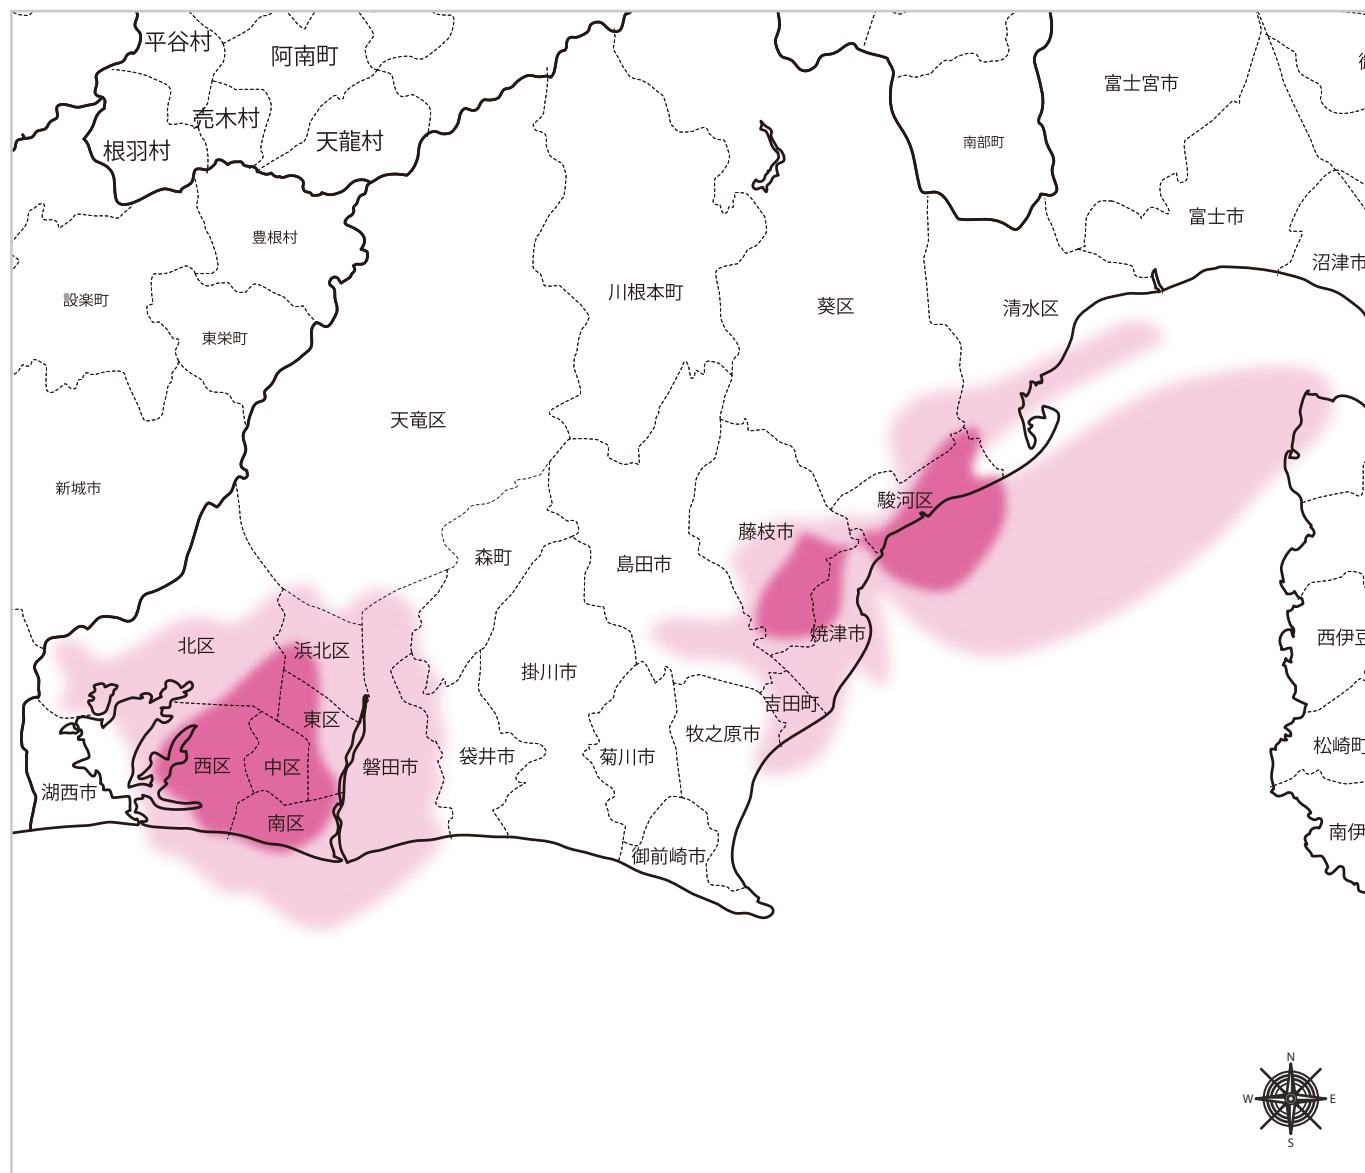 平谷村
阿南町
富士宮市
売木村
天龍村
根羽村
南部町
富士市
豊根村
沼津市
設楽町
川根本町
葵区
清水区
東栄町
天竜区
新城市
駿河区
藤枝市
森町
島田市
焼津市
西伊豆
北区
浜北区
掛川市
吉田町
東区
牧之原市
松崎町
西区
中区
磐田市
袋井市
菊川市
湖西市
南区
南伊
御前崎市
N
W
E
S